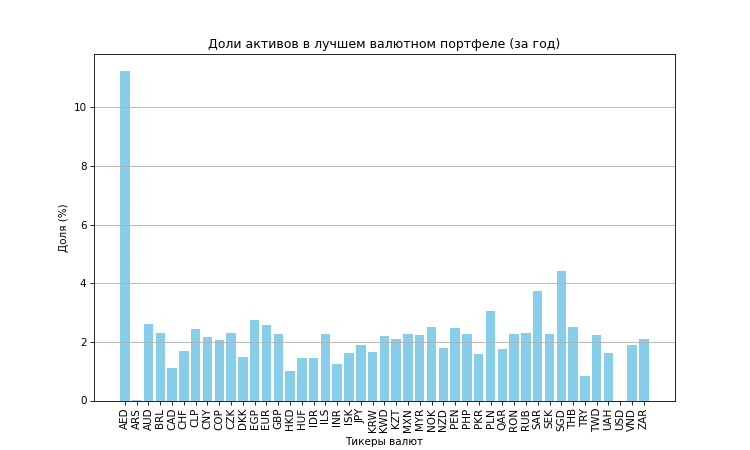 Доли активов в лучшем валютном портфеле (за год)
Доля (%)
10
8
6
4
2
0
AED ARS AUD BRL CAD CHF CLP CNY COP CZK DKK EGP EUR GBP HKD HUF IDR ILS INR ISK JPY KRW KWD KZT MXN MYR NOK NZD PEN PHP PKR PLN QAR RON RUB SAR SEK SGD THB TRY TWD UAH USD VND ZAR
Тикеры валют